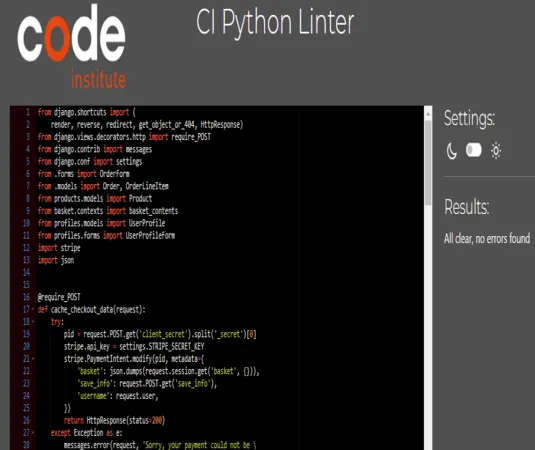 code
institute
CI Python Linter
1 from django.shortcuts import (
2     render, reverse, redirect, get_object_or_404, HttpResponse)
3 from django.views.decorators.http import require_POST
4 from django.contrib import messages
5 from django.conf import settings
6 from .forms import OrderForm
7 from .models import Order, OrderLineItem
8 from products.models import Product
9 from basket.contexts import basket_contents
10 from profiles.models import UserProfile
11 from profiles.forms import UserProfileForm
12 import stripe
13 import json
14
15
16 @require_POST
17 def cache_checkout_data(request):
18     try:
19         pid = request.POST.get('client_secret').split('_secret')[0]
20         stripe.api_key = settings.STRIPE_SECRET_KEY
21         stripe.PaymentIntent.modify(pid, metadata={
22             'basket': json.dumps(request.session.get('basket', {})),
23             'save_info': request.POST.get('save_info'),
24             'username': request.user,
25         })
26         return HttpResponse(status=200)
27     except Exception as e:
28         messages.error(request, 'Sorry, your payment could not be \
Settings:
Results:
All clear, no errors found